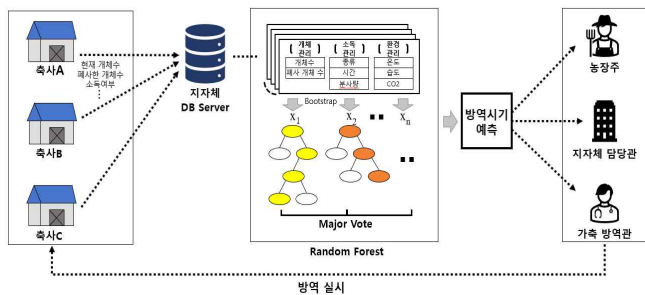 축사A
축사B
축사C
현재 개체수
폐사한 개체수
소독여부
지자체
DB Server
개체
관리
개체수
폐사 개체 수
소독
관리
종류
시간
분사량
환경
관리
온도
습도
CO2
Bootstrap
X1
X2
Xn
Major Vote
Random Forest
방역시기
예측
농장주
지자체 담당관
가축 방역관
방역 실시